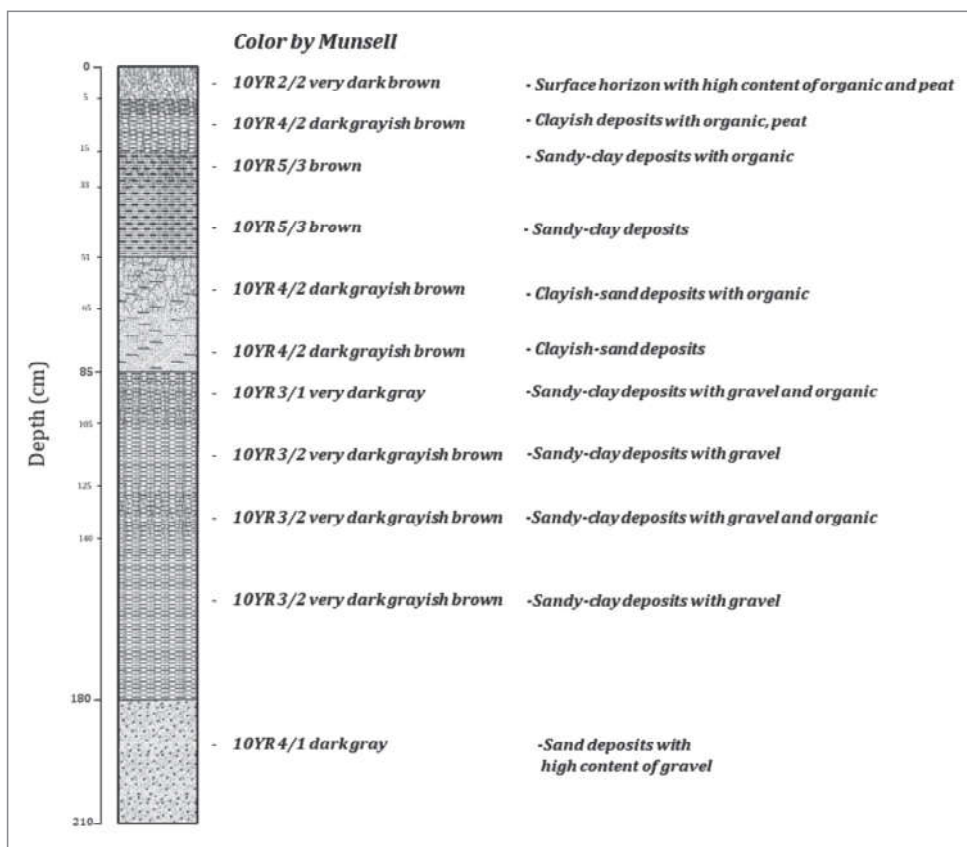 Color by Munsell
Depth (cm)
0
- 10YR 2/2 very dark brown - Surface horizon with high content of organic and peat
5
- 10YR 4/2 dark grayish brown - Clayish deposits with organic, peat
15
- 10YR 5/3 brown - Sandy-clay deposits with organic
33
- 10YR 5/3 brown - Sandy-clay deposits
51
- 10YR 4/2 dark grayish brown - Clayish-sand deposits with organic
65
- 10YR 4/2 dark grayish brown - Clayish-sand deposits
85
- 10YR 3/1 very dark gray -Sandy-clay deposits with gravel and organic
105
- 10YR 3/2 very dark grayish brown -Sandy-clay deposits with gravel
125
- 10YR 3/2 very dark grayish brown -Sandy-clay deposits with gravel and organic
140
- 10YR 3/2 very dark grayish brown -Sandy-clay deposits with gravel
180
- 10YR 4/1 dark gray -Sand deposits with
high content of gravel
210